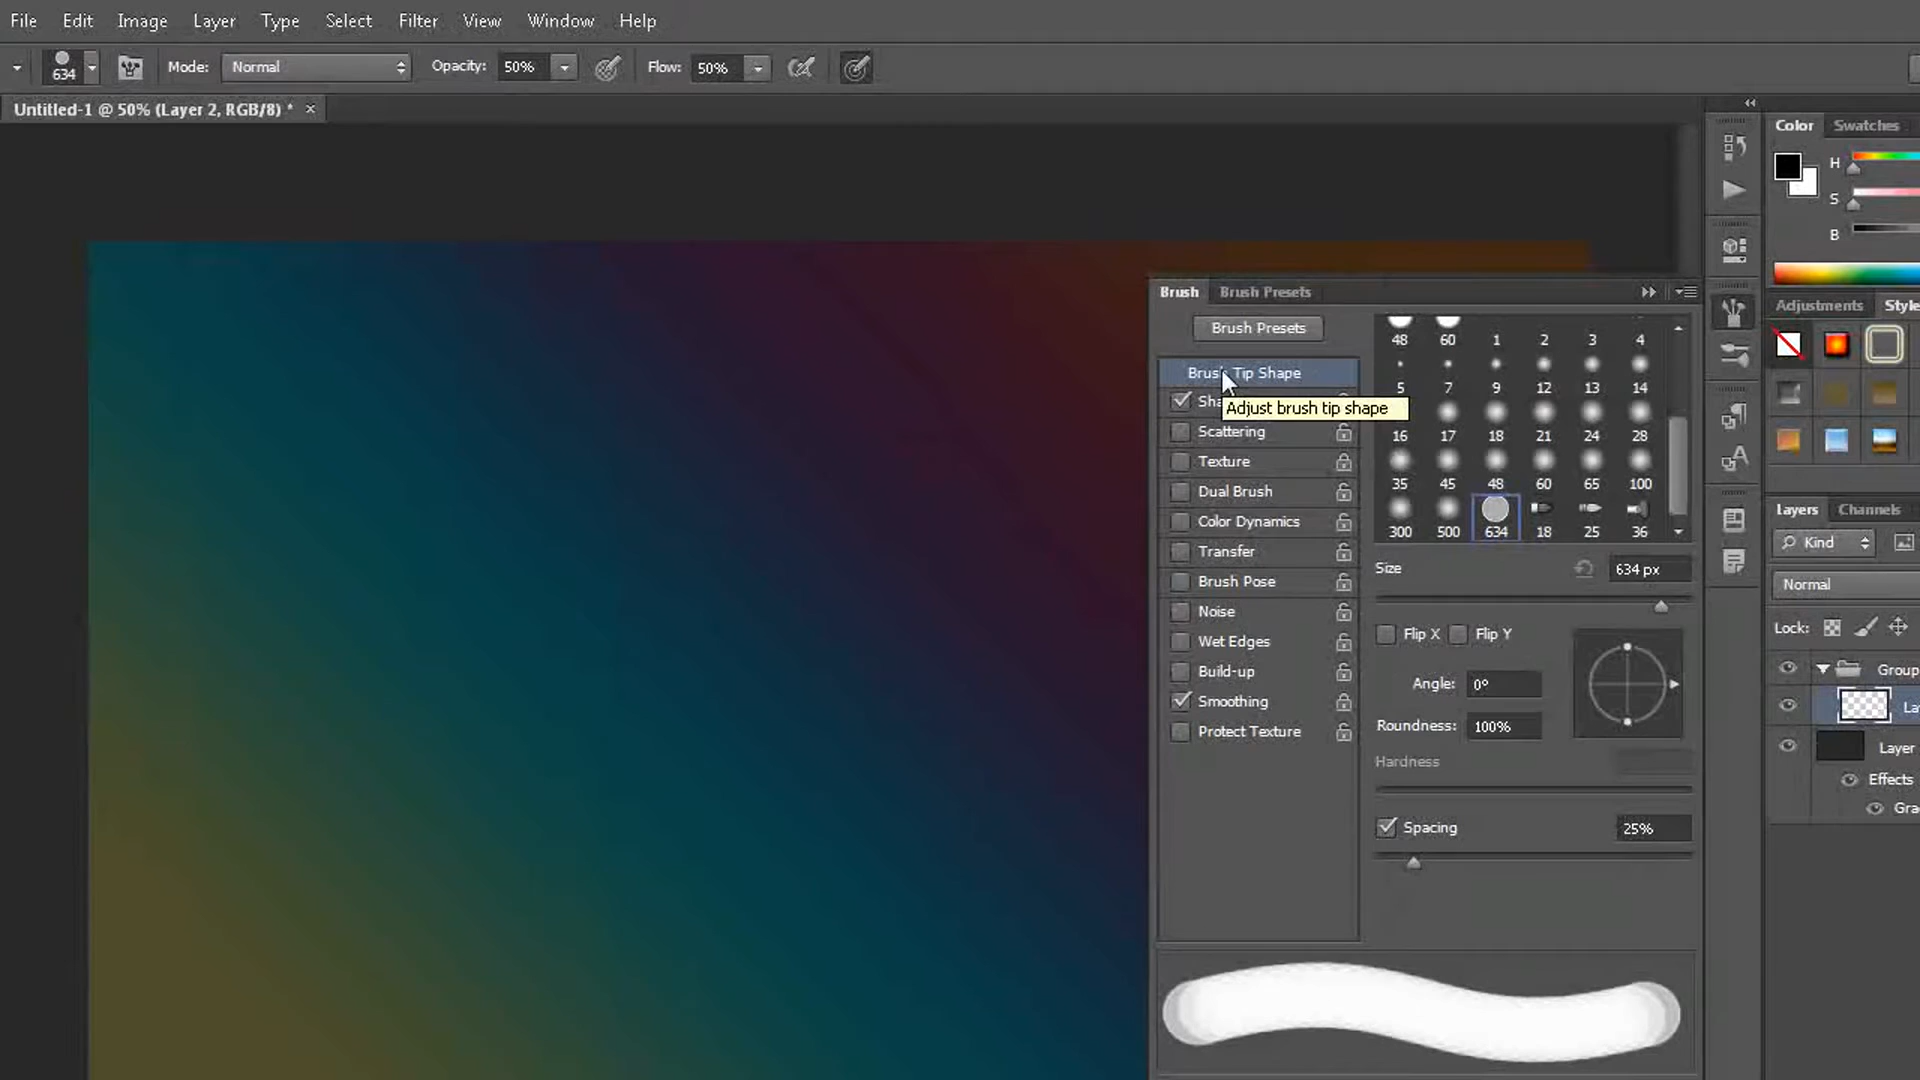 File Edit Image Layer Type Select Filter View Window Help
634 Mode: Normal Opacity: 50% Flow: 50%
Untitled-1 @ 50% (Layer 2, RGB/8) * ×
Color Swatches
H
S
B
Brush Brush Presets
Brush Presets
Brush Tip Shape
Adjust brush tip shape
Scattering
Texture
Dual Brush
Color Dynamics
Transfer
Brush Pose
Noise
Wet Edges
Build-up
Smoothing
Protect Texture
48 60 1 2 3 4
5 7 9 12 13 14
16 17 18 21 24 28
35 45 48 60 65 100
300 500 634 18 25 36
Size 634 px
Flip X Flip Y
Angle: 0°
Roundness: 100%
Hardness
Spacing 25%
Adjustments
Layers Channels
Kind
Normal
Lock:
Group
Layer
Effects